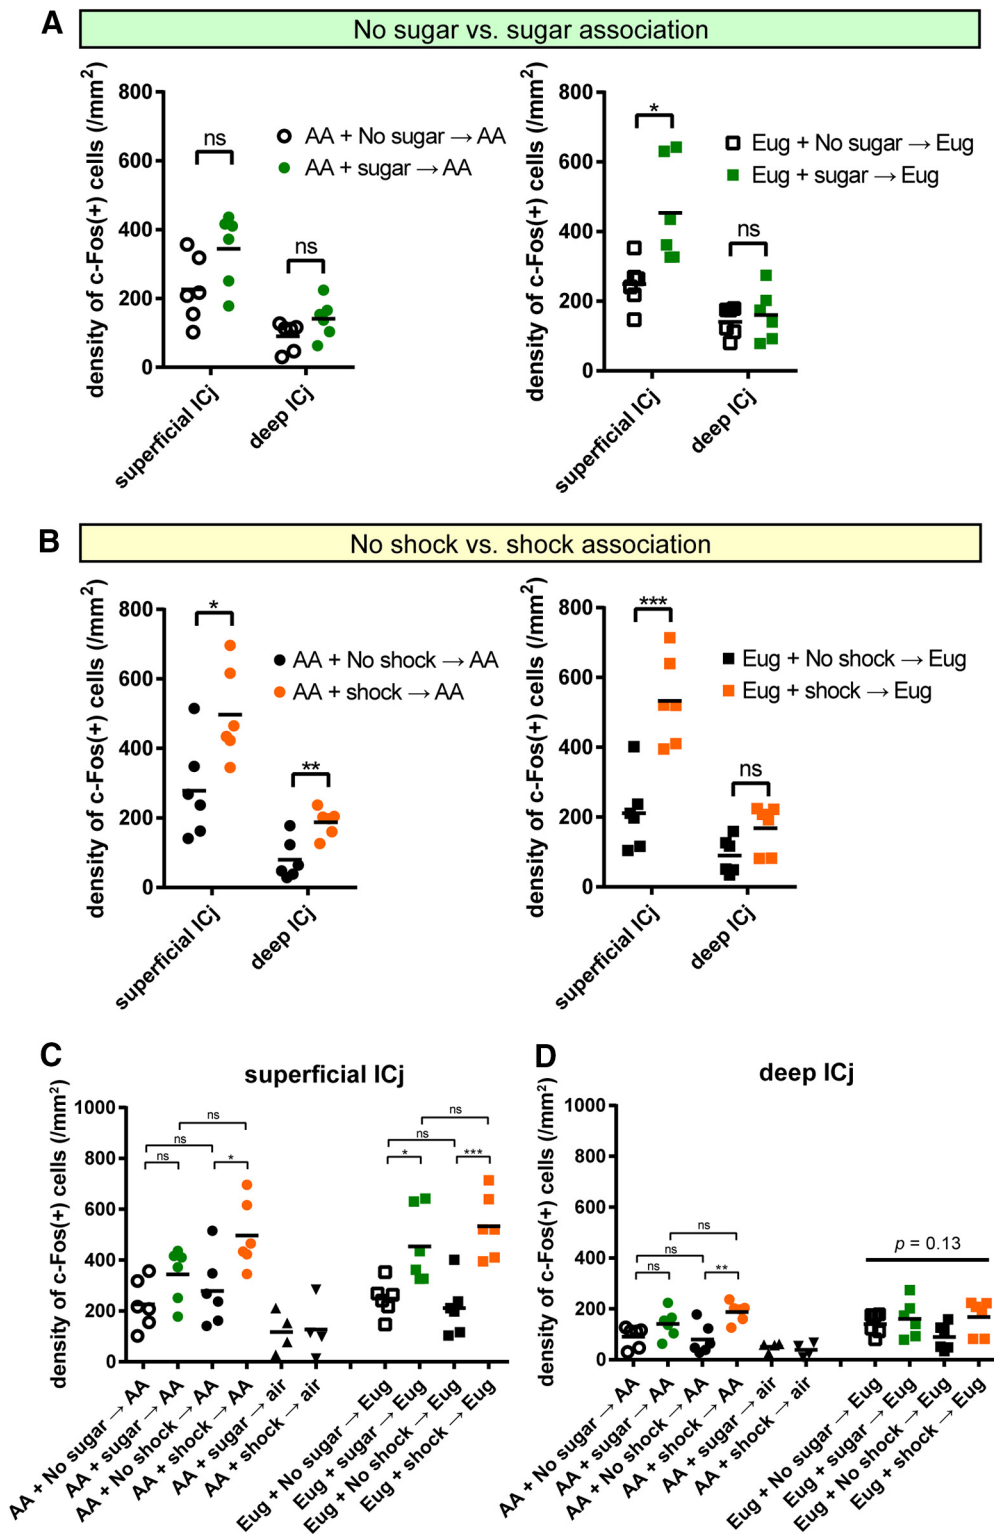 A
No sugar vs. sugar association
density of c-Fos(+) cells (/mm²)
800
600
400
200
0
ns
ns
AA + No sugar → AA
AA + sugar → AA
superficial ICj
deep ICj
density of c-Fos(+) cells (/mm²)
800
600
400
200
0
*
ns
Eug + No sugar → Eug
Eug + sugar → Eug
superficial ICj
deep ICj
B
No shock vs. shock association
density of c-Fos(+) cells (/mm²)
800
600
400
200
0
*
**
AA + No shock → AA
AA + shock → AA
superficial ICj
deep ICj
density of c-Fos(+) cells (/mm²)
800
600
400
200
0
***
ns
Eug + No shock → Eug
Eug + shock → Eug
superficial ICj
deep ICj
C
superficial ICj
density of c-Fos(+) cells (/mm²)
1000
800
600
400
200
0
ns
ns
ns
*
ns
ns
*
***
AA + No sugar → AA
AA + sugar → AA
AA + No shock → AA
AA + shock → AA
AA + sugar → air
AA + shock → air
Eug + No sugar → Eug
Eug + sugar → Eug
Eug + No shock → Eug
Eug + shock → Eug
D
deep ICj
density of c-Fos(+) cells (/mm²)
1000
800
600
400
200
0
ns
ns
ns
**
p = 0.13
AA + No sugar → AA
AA + sugar → AA
AA + No shock → AA
AA + shock → AA
AA + sugar → air
AA + shock → air
Eug + No sugar → Eug
Eug + sugar → Eug
Eug + No shock → Eug
Eug + shock → Eug